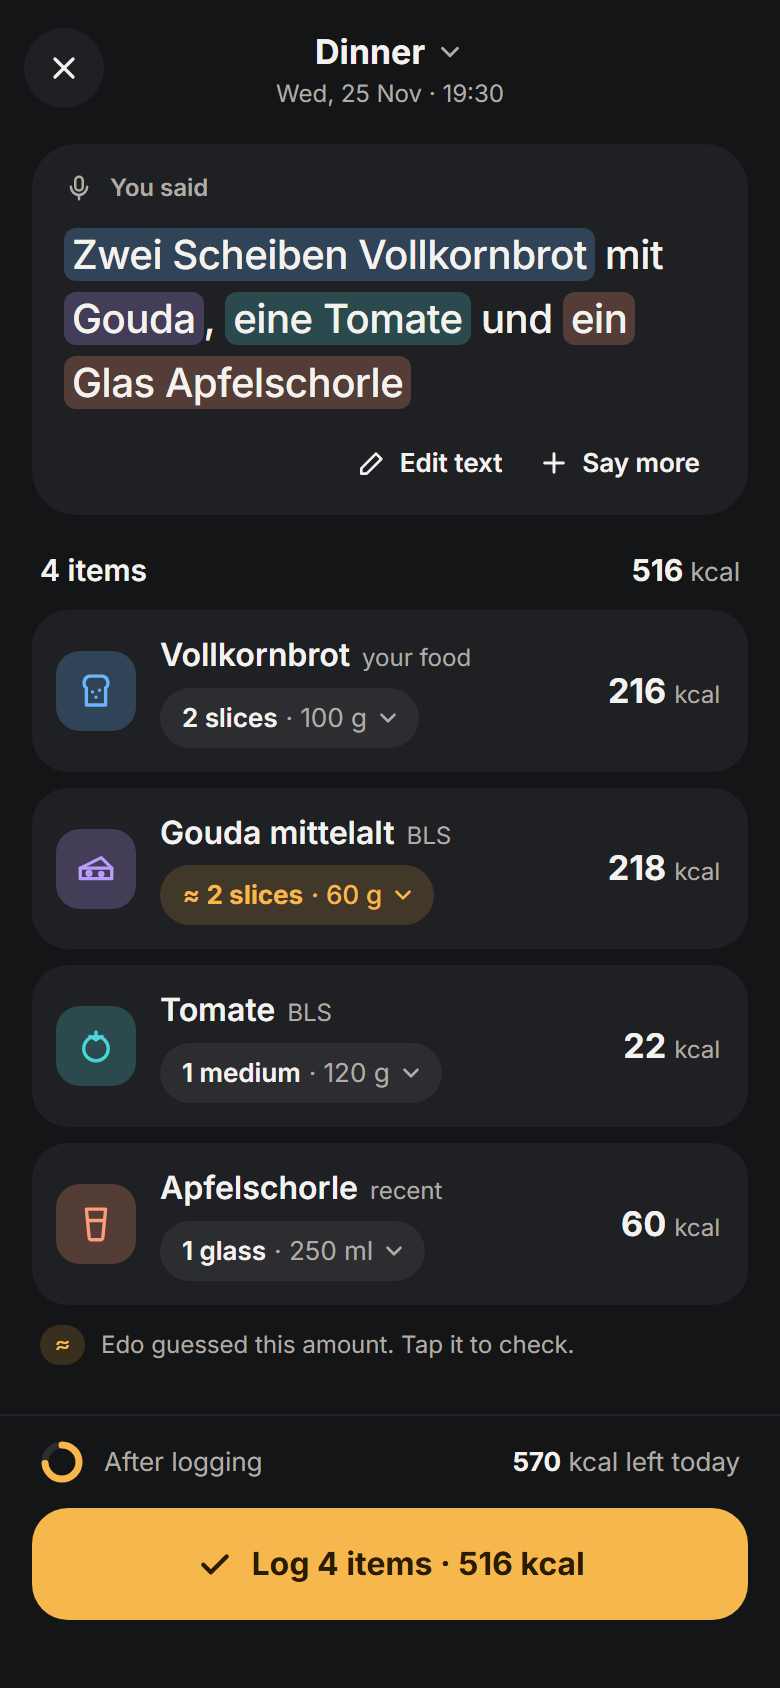 Dinner
Wed, 25 Nov · 19:30
You said
Zwei Scheiben Vollkornbrot mit
Gouda, eine Tomate und ein
Glas Apfelschorle
Edit text
Say more
4 items
516 kcal
Vollkornbrot your food
2 slices · 100 g
216 kcal
Gouda mittelalt BLS
≈ 2 slices · 60 g
218 kcal
Tomate BLS
1 medium · 120 g
22 kcal
Apfelschorle recent
1 glass · 250 ml
60 kcal
≈ Edo guessed this amount. Tap it to check.
After logging
570 kcal left today
Log 4 items · 516 kcal